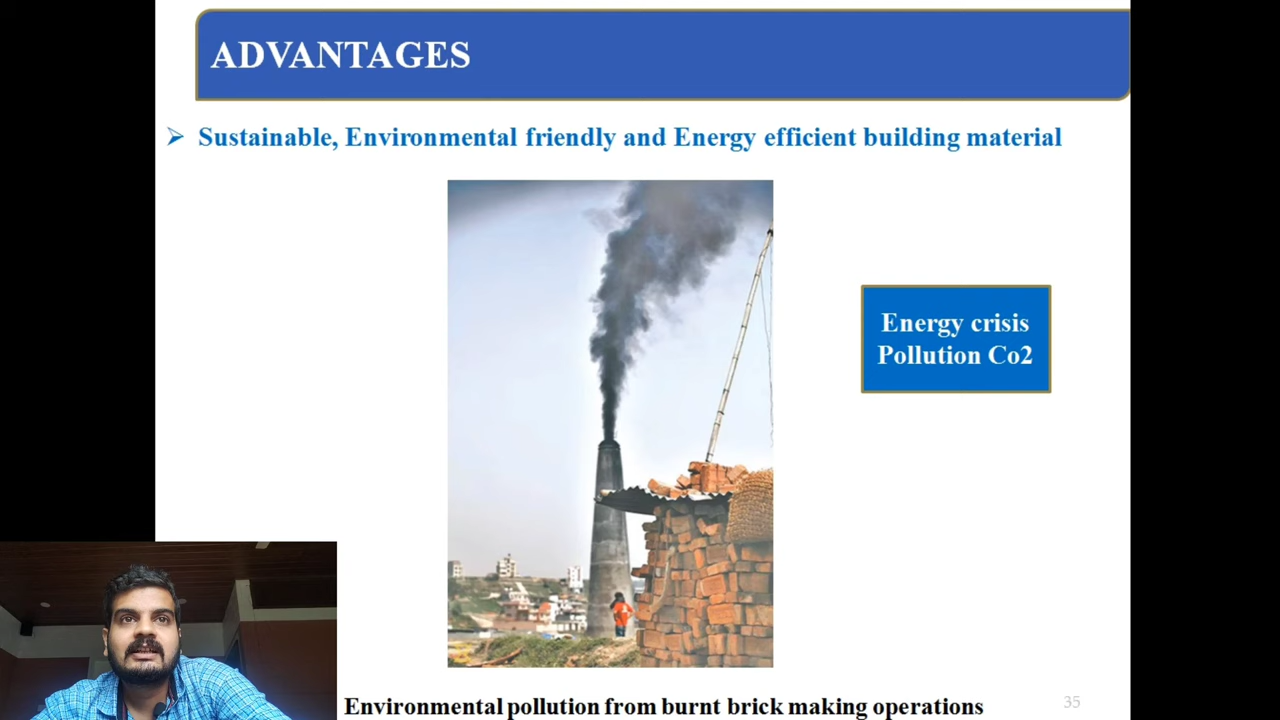 ADVANTAGES
Sustainable, Environmental friendly and Energy efficient building material
Energy crisis
Pollution Co2
Environmental pollution from burnt brick making operations
35